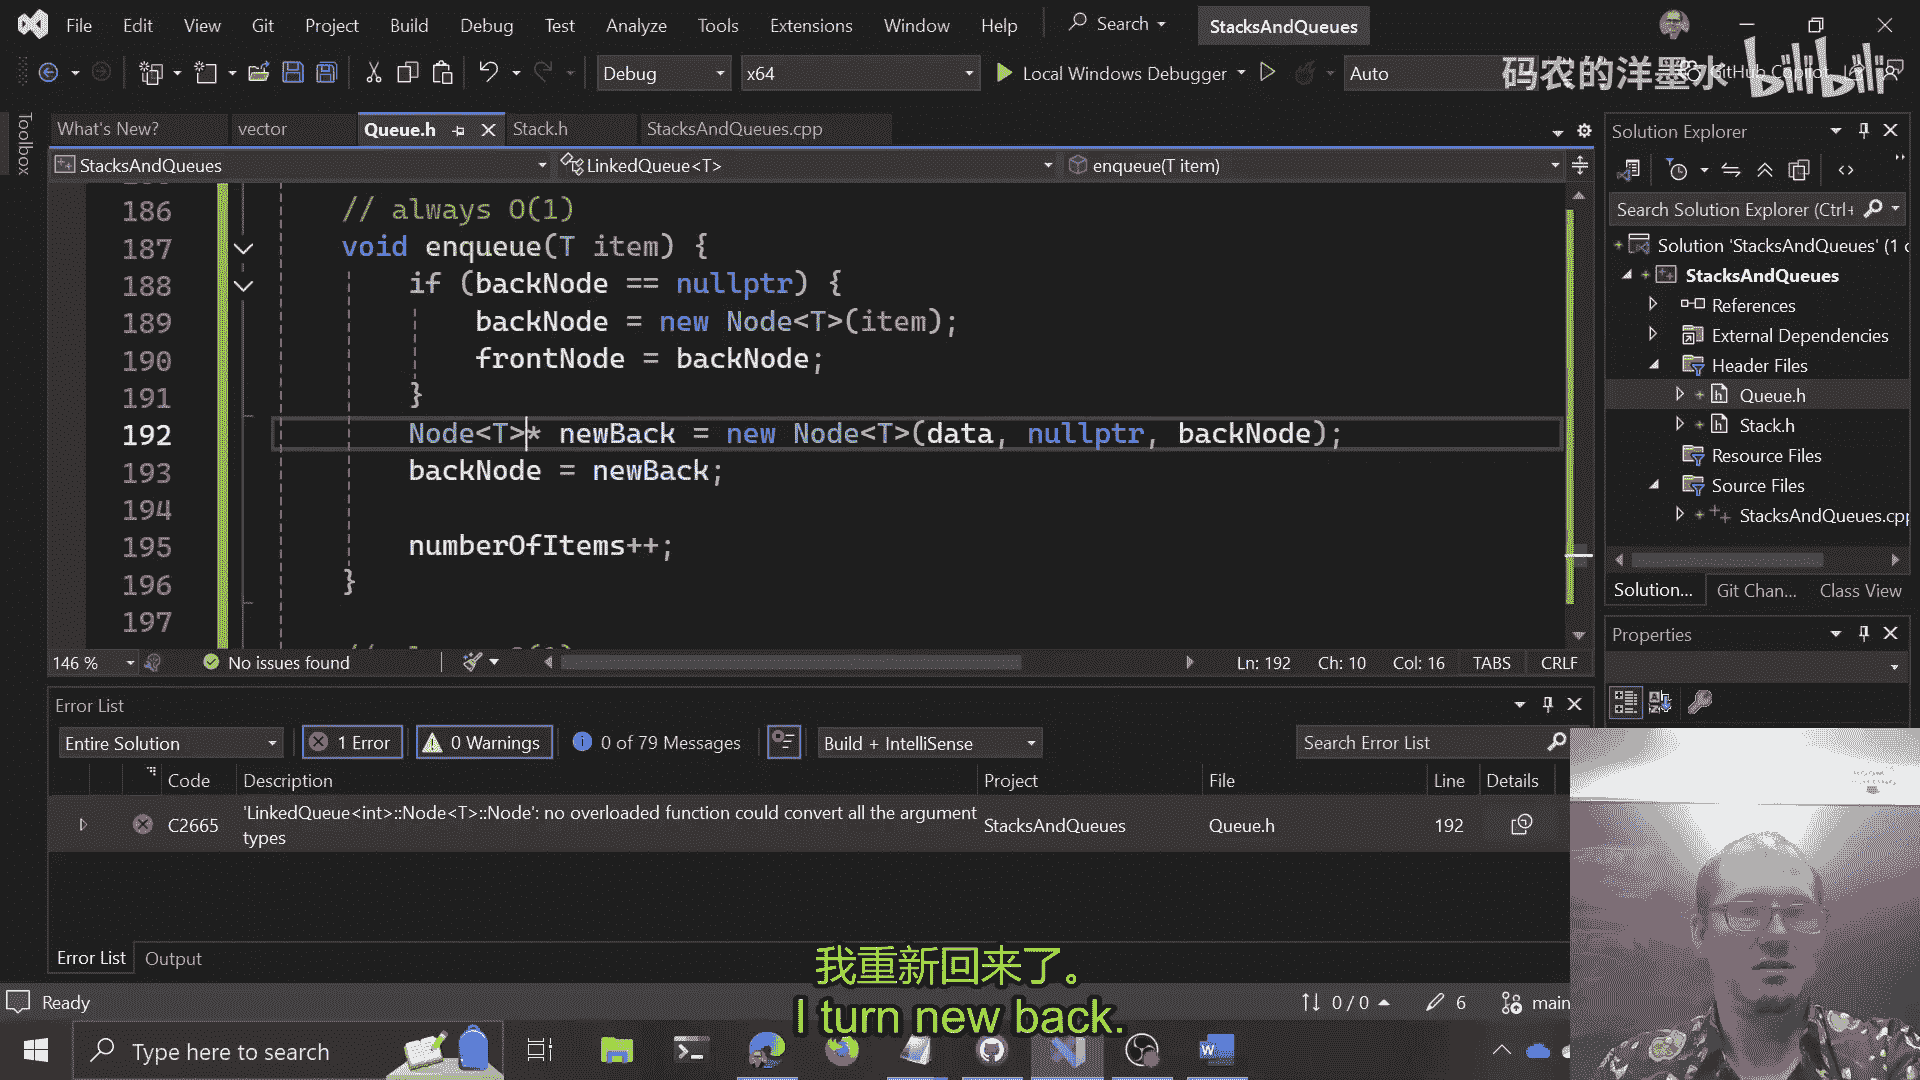 File Edit View Git Project Build Debug Test Analyze Tools Extensions Window Help Search StacksAndQueues
Debug x64 Local Windows Debugger Auto GitHub Copilot
码农的洋墨水 bilibili
Toolbox
What's New? vector Queue.h Stack.h StacksAndQueues.cpp
StacksAndQueues LinkedQueue<T> enqueue(T item)
186 // always O(1)
187 void enqueue(T item) {
188 if (backNode == nullptr) {
189 backNode = new Node<T>(item);
190 frontNode = backNode;
191 }
192 Node<T>* newBack = new Node<T>(data, nullptr, backNode);
193 backNode = newBack;
194
195 numberOfItems++;
196 }
197
146 % No issues found Ln: 192 Ch: 10 Col: 16 TABS CRLF
Solution Explorer
Search Solution Explorer (Ctrl+
Solution 'StacksAndQueues' (1
StacksAndQueues
References
External Dependencies
Header Files
Queue.h
Stack.h
Resource Files
Source Files
StacksAndQueues.cpp
Solution... Git Chan... Class View
Properties
Error List
Entire Solution 1 Error 0 Warnings 0 of 79 Messages Build + IntelliSense Search Error List
Code Description Project File Line Details
C2665 'LinkedQueue<int>::Node<T>::Node': no overloaded function could convert all the argument types StacksAndQueues Queue.h 192
Error List Output
我重新回来了。
I turn new back.
Ready 0 / 0 6 main
Type here to search